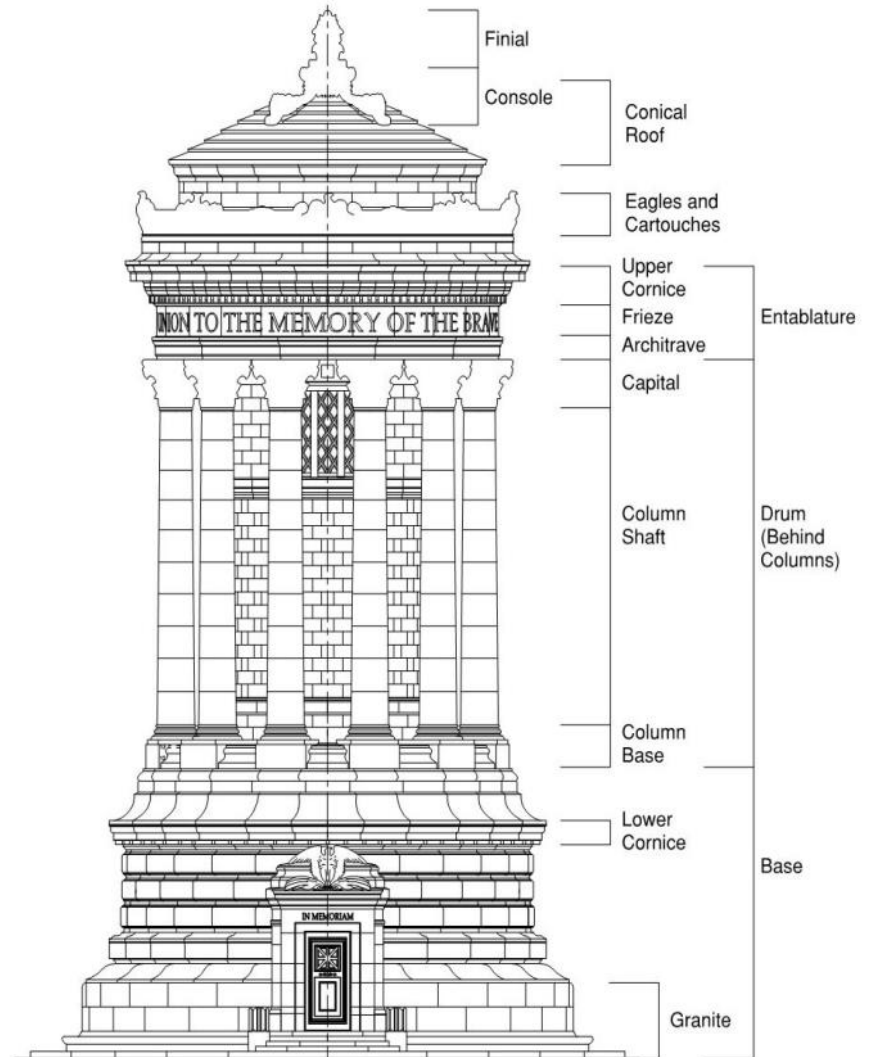 Finial
Console
Conical
Roof
Eagles and
Cartouches
Upper
Cornice
Frieze
Entablature
UNION TO THE MEMORY OF THE BRAVE
Architrave
Capital
Column
Shaft
Drum
(Behind
Columns)
Column
Base
Lower
Cornice
Base
IN MEMORIAM
Granite